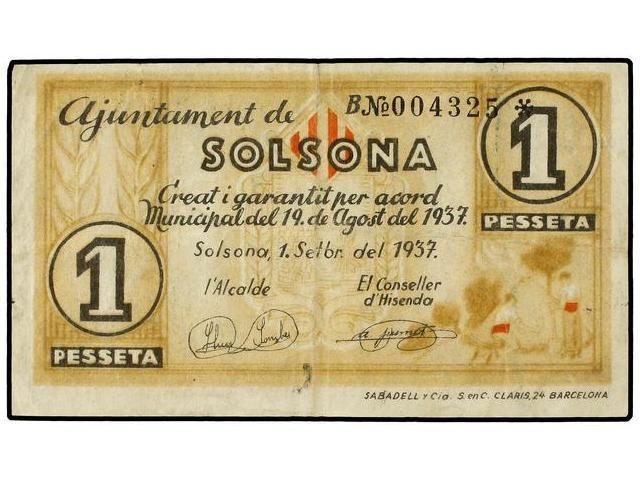 Ajuntament de
BNo004325 *
SOLSONA
1
PESSETA
Creat i garantit per acord
Municipal del 19. de Agost del 1937.
Solsona, 1. Setbr. del 1937.
l'Alcalde
El Conseller
d'Hisenda
1
PESSETA
SABADELL y Cia. S. en C. CLARIS, 24 BARCELONA